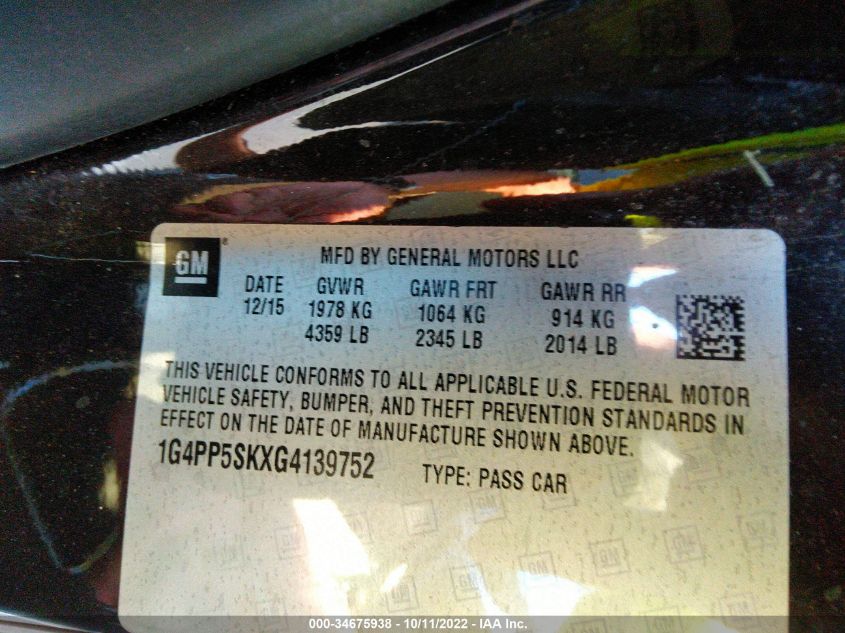 GM®
MFD BY GENERAL MOTORS LLC
DATE GVWR GAWR FRT GAWR RR
12/15 1978 KG 1064 KG 914 KG
4359 LB 2345 LB 2014 LB
THIS VEHICLE CONFORMS TO ALL APPLICABLE U.S. FEDERAL MOTOR
VEHICLE SAFETY, BUMPER, AND THEFT PREVENTION STANDARDS IN
EFFECT ON THE DATE OF MANUFACTURE SHOWN ABOVE.
1G4PP5SKXG4139752 TYPE: PASS CAR
000-34675938 - 10/11/2022 - IAA Inc.